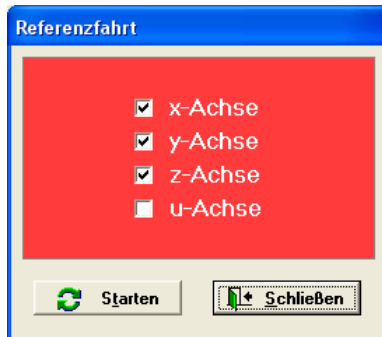 Referenzfahrt
x-Achse
y-Achse
z-Achse
u-Achse
Starten Schließen